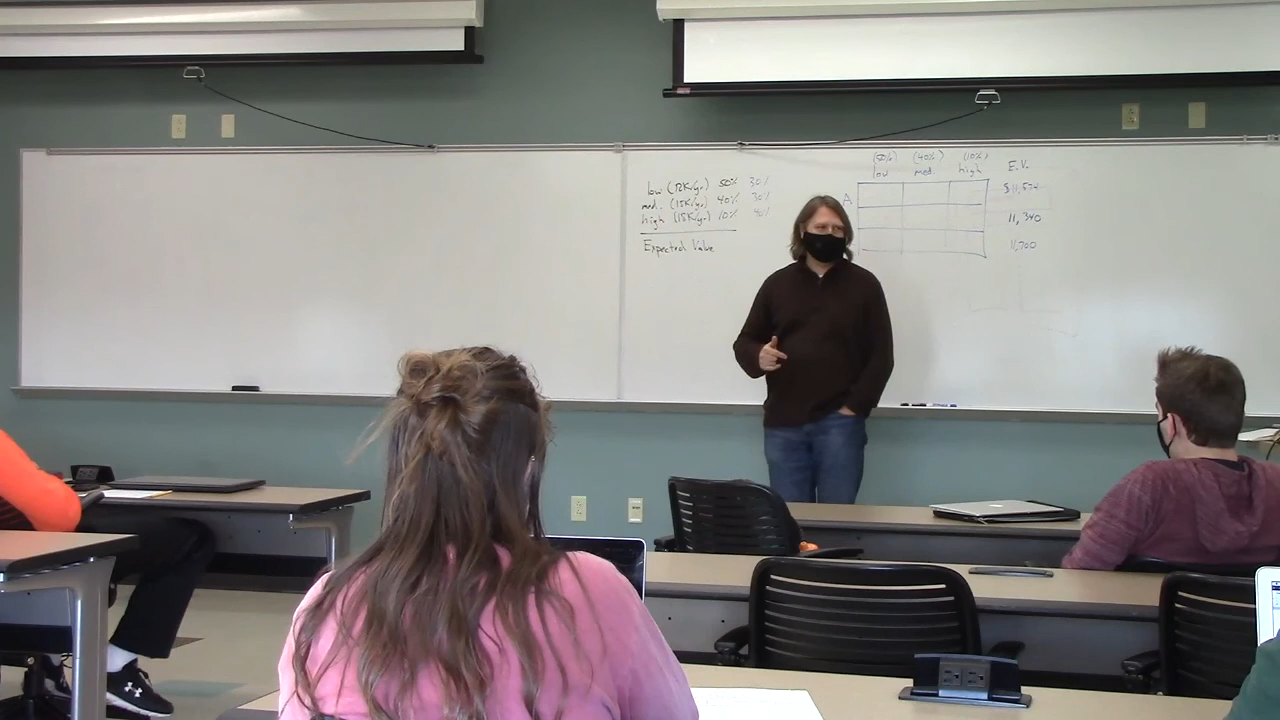 low (12K/yr) 50% 30%
med. (15K/yr) 40% 30%
high (18K/yr) 10% 40%
Expected Value
(50%) (40%) (10%)
low med. high E.V.
A $11,574
11,340
11,700